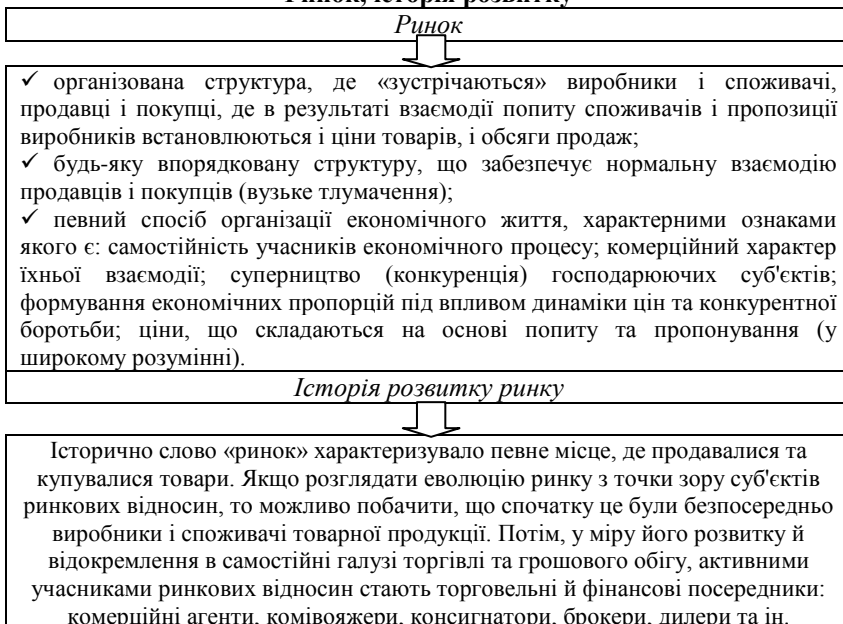 Ринок, історія розвитку
Ринок
✓ організована структура, де «зустрічаються» виробники і споживачі,
продавці і покупці, де в результаті взаємодії попиту споживачів і пропозиції
виробників встановлюються і ціни товарів, і обсяги продаж;
✓ будь-яку впорядковану структуру, що забезпечує нормальну взаємодію
продавців і покупців (вузьке тлумачення);
✓ певний спосіб організації економічного життя, характерними ознаками
якого є: самостійність учасників економічного процесу; комерційний характер
їхньої взаємодії; суперництво (конкуренція) господарюючих суб'єктів;
формування економічних пропорцій під впливом динаміки цін та конкурентної
боротьби; ціни, що складаються на основі попиту та пропонування (у
широкому розумінні).
Історія розвитку ринку
Історично слово «ринок» характеризувало певне місце, де продавалися та
купувалися товари. Якщо розглядати еволюцію ринку з точки зору суб'єктів
ринкових відносин, то можливо побачити, що спочатку це були безпосередньо
виробники і споживачі товарної продукції. Потім, у міру його розвитку й
відокремлення в самостійні галузі торгівлі та грошового обігу, активними
учасниками ринкових відносин стають торговельні й фінансові посередники:
комерційні агенти, комівояжери, консигнатори, брокери, дилери та ін.